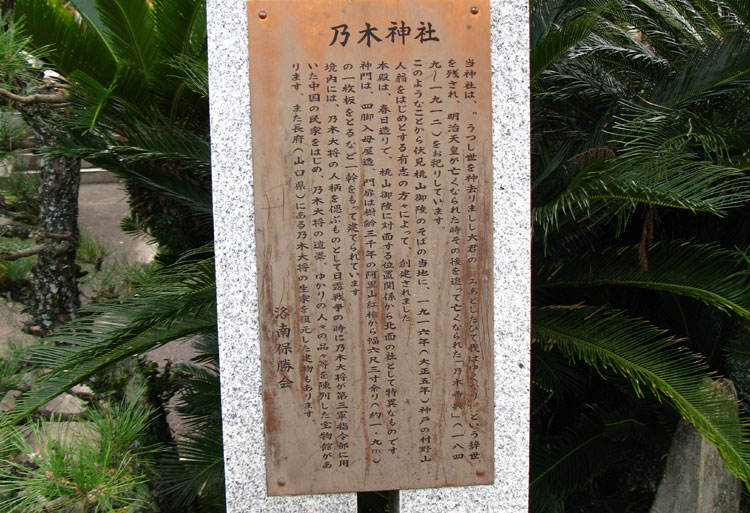 乃木神社
当神社は、“うつし世を神去りましし大君の　みあとしたひて我はゆくなり”という辞世
を残され、明治天皇が亡くなられた時その後を追って亡くなられた「乃木希典」（一八四
九〜一九一二）をお祀りしています。
このようなことから伏見桃山御陵のそばの当地に、一九一六年（大正五年）神戸の村野山
人翁をはじめとする有志の方々によって、創建されました。
本殿は、春日造りで、桃山御陵に対面する位置関係から北面の社として特異なものです。
神門は、四脚入母屋造、門扉は樹齢三千年の阿里山紅檜から幅六尺三寸余り（約一・九m）
の一枚板をとるなど一幹をもって建てられています
境内には、乃木大将の人柄を偲ぶものとして日露戦争の時に乃木大将が第三軍指令部に用
いた中国の民家をはじめ、乃木大将の遺墨、ゆかりの人々の品々等を陳列した宝物館があ
ります。また長府（山口県）にある乃木大将の生家を復元した建物もあります。
洛南保勝会